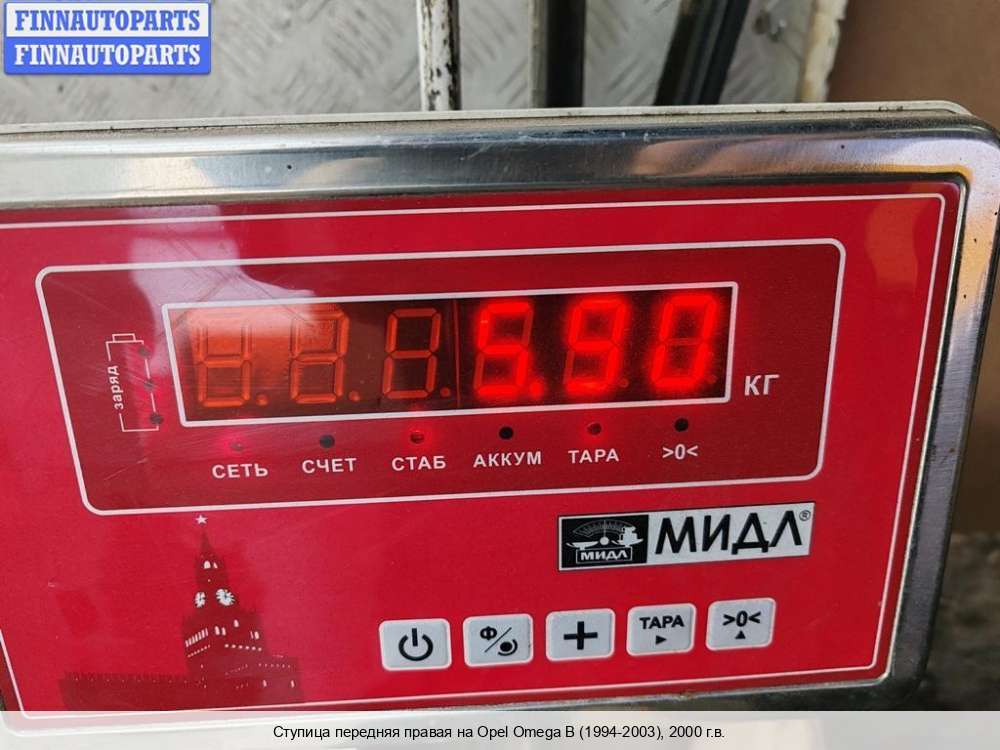 FINNAUTOPARTS
FINNAUTOPARTS
5.90
КГ
заряд
СЕТЬ СЧЕТ СТАБ АККУМ ТАРА >0<
МИДЛ МИДЛ®
Ф ТАРА >0<
Ступица передняя правая на Opel Omega B (1994-2003), 2000 г.в.